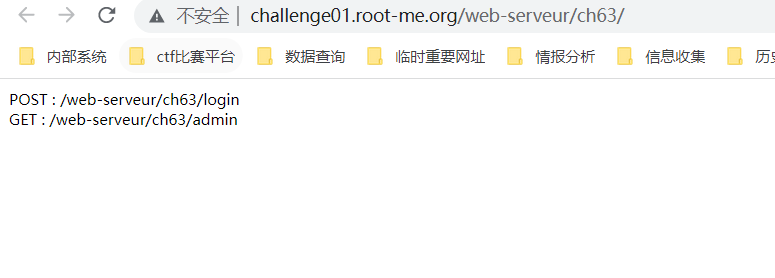 不安全 | challenge01.root-me.org/web-serveur/ch63/
内部系统 ctf比赛平台 数据查询 临时重要网址 情报分析 信息收集 历
POST : /web-serveur/ch63/login
GET : /web-serveur/ch63/admin